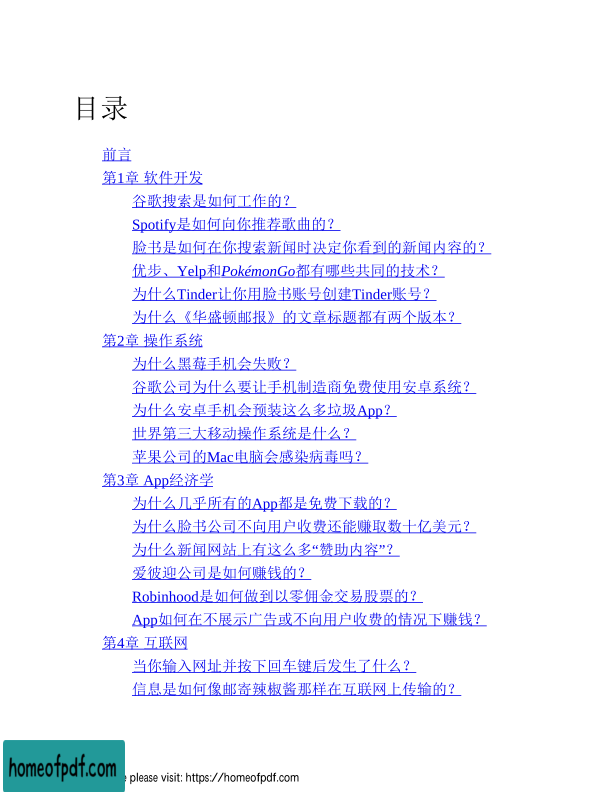 目录
前言
第1章 软件开发
谷歌搜索是如何工作的？
Spotify是如何向你推荐歌曲的？
脸书是如何在你搜索新闻时决定你看到的新闻内容的？
优步、Yelp和PokémonGo都有哪些共同的技术？
为什么Tinder让你用脸书账号创建Tinder账号？
为什么《华盛顿邮报》的文章标题都有两个版本？
第2章 操作系统
为什么黑莓手机会失败？
谷歌公司为什么要让手机制造商免费使用安卓系统？
为什么安卓手机会预装这么多垃圾App？
世界第三大移动操作系统是什么？
苹果公司的Mac电脑会感染病毒吗？
第3章 App经济学
为什么几乎所有的App都是免费下载的？
为什么脸书公司不向用户收费还能赚取数十亿美元？
为什么新闻网站上有这么多“赞助内容”？
爱彼迎公司是如何赚钱的？
Robinhood是如何做到以零佣金交易股票的？
App如何在不展示广告或不向用户收费的情况下赚钱？
第4章 互联网
当你输入网址并按下回车键后发生了什么？
信息是如何像邮寄辣椒酱那样在互联网上传输的？
homeofpdf.com
please visit: https://homeofpdf.com